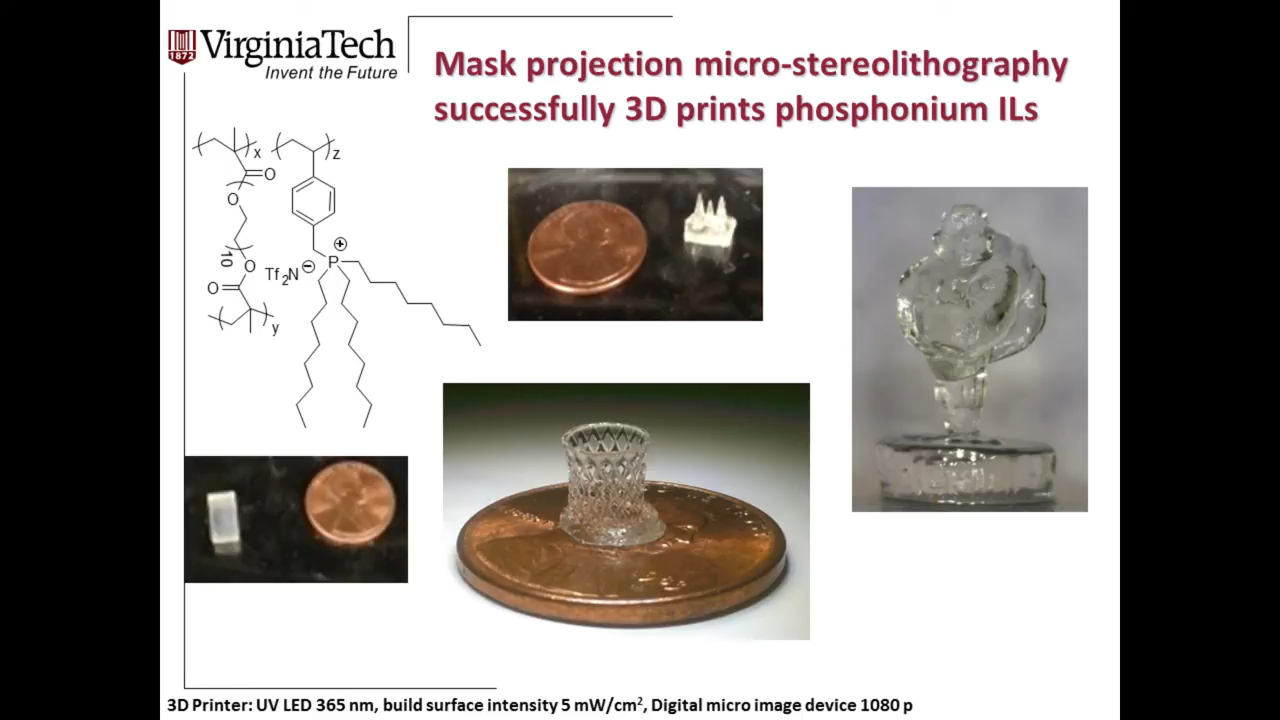 VirginiaTech
1872
Invent the Future
Mask projection micro-stereolithography
successfully 3D prints phosphonium ILs
x
z
O
O
10
O
O
y
Tf2N
⊖
⊕
P
3D Printer: UV LED 365 nm, build surface intensity 5 mW/cm², Digital micro image device 1080 p